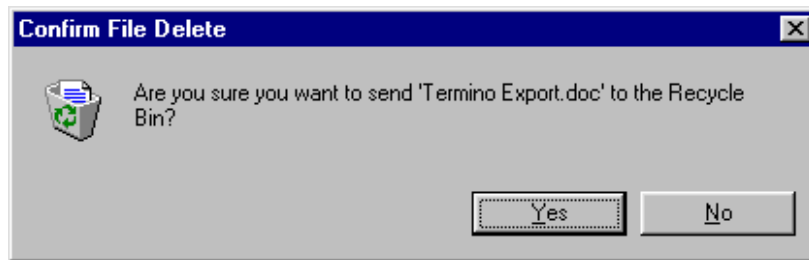 Confirm File Delete
Are you sure you want to send 'Termino Export.doc' to the Recycle
Bin?
Yes No